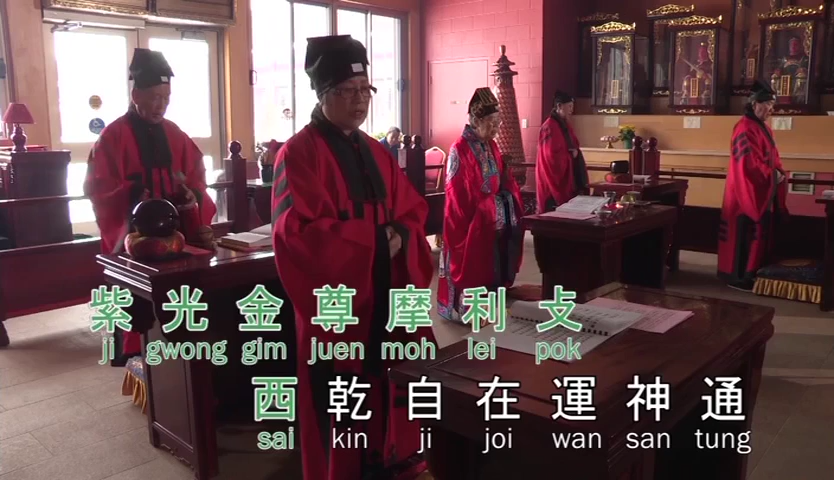 紫光金尊摩利攴
ji gwong gim juen moh lei pok
西乾自在運神通
sai kin ji joi wan san tung